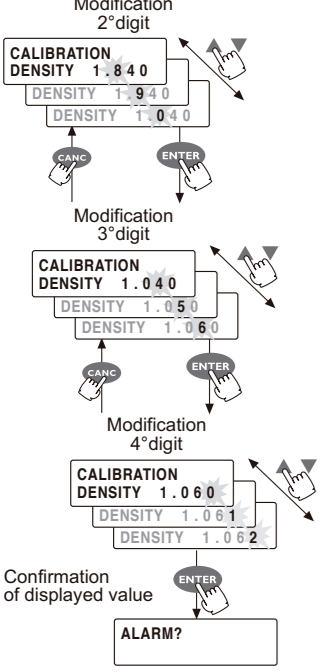 Modification
2°digit
CALIBRATION
DENSITY 1.840
DENSITY 1.940
DENSITY 1.040
CANC
ENTER
Modification
3°digit
CALIBRATION
DENSITY 1.040
DENSITY 1.050
DENSITY 1.060
CANC
ENTER
Modification
4°digit
CALIBRATION
DENSITY 1.060
DENSITY 1.061
DENSITY 1.062
Confirmation
of displayed value
ENTER
ALARM?